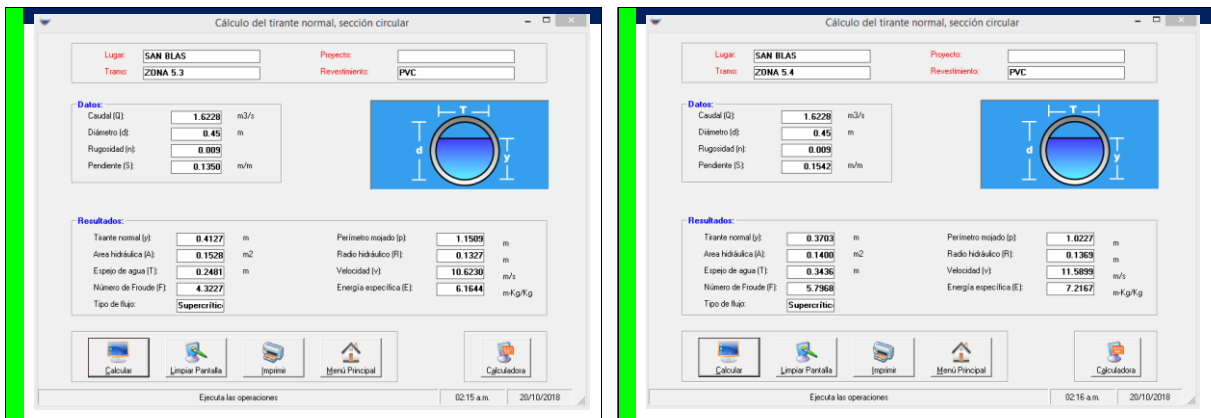 Cálculo del tirante normal, sección circular
Lugar: SAN BLAS Proyecto:
Tramo: ZONA 5.3 Revestimiento: PVC
Datos:
Caudal (Q): 1.6228 m3/s
Diámetro (d): 0.45 m
Rugosidad (n): 0.009
Pendiente (S): 0.1350 m/m
T
d
y
Resultados:
Tirante normal (y): 0.4127 m Perímetro mojado (p): 1.1509 m
Area hidráulica (A): 0.1528 m2 Radio hidráulico (R): 0.1327 m
Espejo de agua (T): 0.2481 m Velocidad (v): 10.6230 m/s
Número de Froude (F): 4.3227 Energía específica (E): 6.1644 m-Kg/Kg
Tipo de flujo: Supercrític
Calcular Limpiar Pantalla Imprimir Menú Principal Calculadora
Ejecuta las operaciones 02:15 a.m. 20/10/2018
Cálculo del tirante normal, sección circular
Lugar: SAN BLAS Proyecto:
Tramo: ZONA 5.4 Revestimiento: PVC
Datos:
Caudal (Q): 1.6228 m3/s
Diámetro (d): 0.45 m
Rugosidad (n): 0.009
Pendiente (S): 0.1542 m/m
T
d
y
Resultados:
Tirante normal (y): 0.3703 m Perímetro mojado (p): 1.0227 m
Area hidráulica (A): 0.1400 m2 Radio hidráulico (R): 0.1369 m
Espejo de agua (T): 0.3436 m Velocidad (v): 11.5899 m/s
Número de Froude (F): 5.7968 Energía específica (E): 7.2167 m-Kg/Kg
Tipo de flujo: Supercrític
Calcular Limpiar Pantalla Imprimir Menú Principal Calculadora
Ejecuta las operaciones 02:16 a.m. 20/10/2018